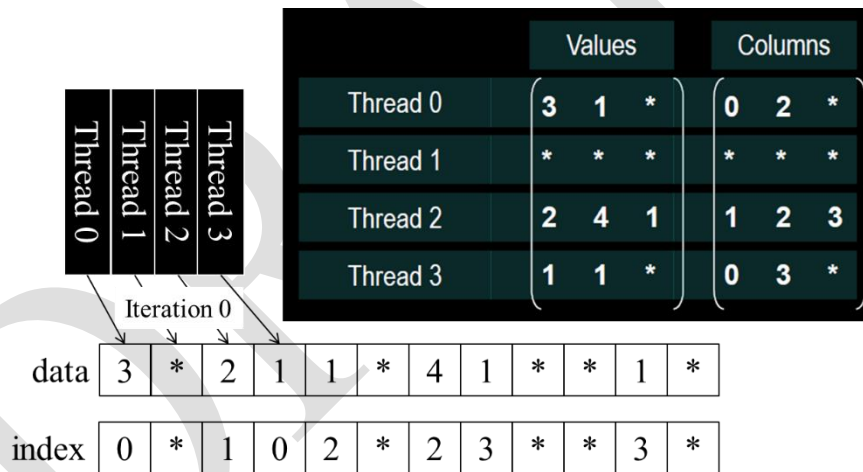 Values Columns
Thread 0 3 1 * 0 2 *
Thread 1 * * * * * *
Thread 2 2 4 1 1 2 3
Thread 3 1 1 * 0 3 *
Thread 0
Thread 1
Thread 2
Thread 3
Iteration 0
data 3 * 2 1 1 * 4 1 * * 1 *
index 0 * 1 0 2 * 2 3 * * 3 *